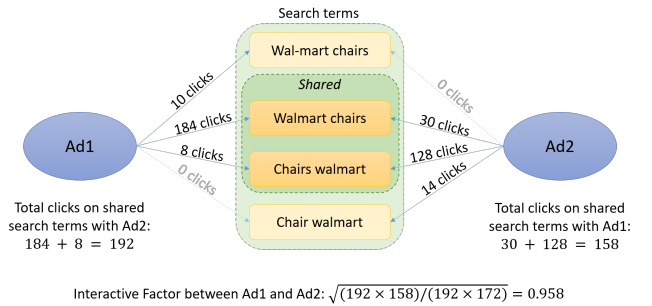 Search terms
Wal-mart chairs
10 clicks
0 clicks
Shared
184 clicks
Walmart chairs
30 clicks
Ad1
Ad2
8 clicks
Chairs walmart
128 clicks
0 clicks
14 clicks
Chair walmart
Total clicks on shared
search terms with Ad2:
184 + 8 = 192
Total clicks on shared
search terms with Ad1:
30 + 128 = 158
Interactive Factor between Ad1 and Ad2: √(192 × 158)/(192 × 172) = 0.958